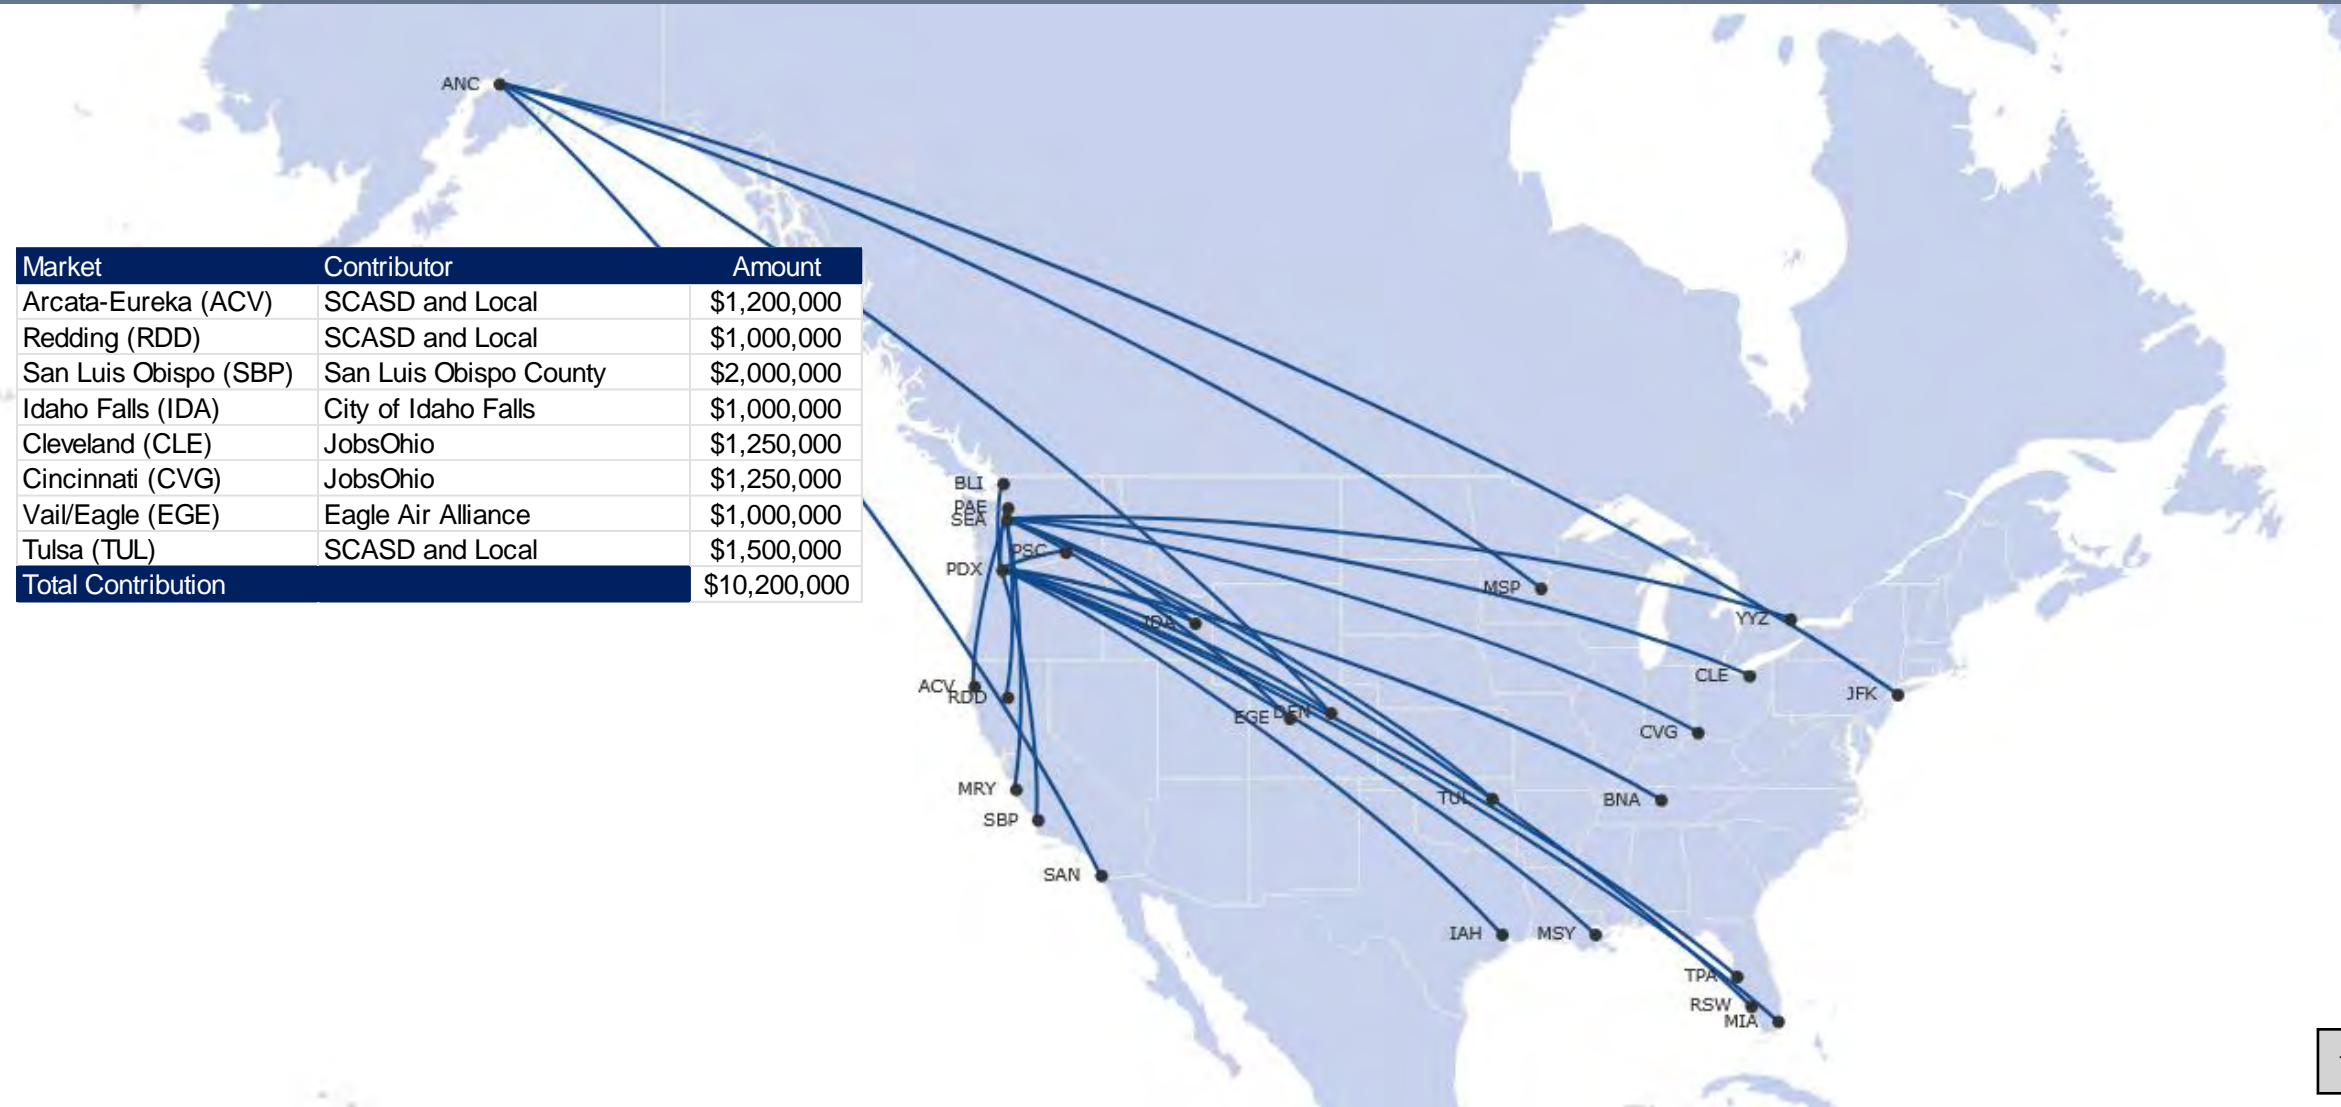 ANC
Market Contributor Amount
Arcata-Eureka (ACV) SCASD and Local $1,200,000
Redding (RDD) SCASD and Local $1,000,000
San Luis Obispo (SBP) San Luis Obispo County $2,000,000
Idaho Falls (IDA) City of Idaho Falls $1,000,000
Cleveland (CLE) JobsOhio $1,250,000
Cincinnati (CVG) JobsOhio $1,250,000
Vail/Eagle (EGE) Eagle Air Alliance $1,000,000
Tulsa (TUL) SCASD and Local $1,500,000
Total Contribution $10,200,000
BLI
PAE
SEA
PSC
PDX
MSP
YYZ
IDA
CLE
ACV
RDD
JFK
EGE
DEN
CVG
MRY
TUL
BNA
SBP
SAN
IAH
MSY
TPA
RSW
MIA